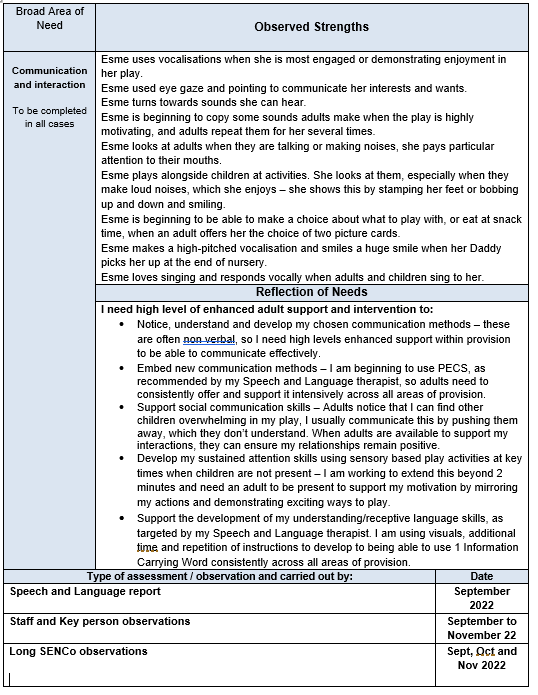 Broad Area of
Need
Observed Strengths
Communication
and interaction
To be completed
in all cases
Esme uses vocalisations when she is most engaged or demonstrating enjoyment in
her play.
Esme used eye gaze and pointing to communicate her interests and wants.
Esme turns towards sounds she can hear.
Esme is beginning to copy some sounds adults make when the play is highly
motivating, and adults repeat them for her several times.
Esme looks at adults when they are talking or making noises, she pays particular
attention to their mouths.
Esme plays alongside children at activities. She looks at them, especially when they
make loud noises, which she enjoys – she shows this by stamping her feet or bobbing
up and down and smiling.
Esme is beginning to be able to make a choice about what to play with, or eat at snack
time, when an adult offers her the choice of two picture cards.
Esme makes a high-pitched vocalisation and smiles a huge smile when her Daddy
picks her up at the end of nursery.
Esme loves singing and responds vocally when adults and children sing to her.
Reflection of Needs
I need high level of enhanced adult support and intervention to:
• Notice, understand and develop my chosen communication methods – these
are often non verbal, so I need high levels enhanced support within provision
to be able to communicate effectively.
• Embed new communication methods – I am beginning to use PECS, as
recommended by my Speech and Language therapist, so adults need to
consistently offer and support it intensively across all areas of provision.
• Support social communication skills – Adults notice that I can find other
children overwhelming in my play, I usually communicate this by pushing them
away, which they don't understand. When adults are available to support my
interactions, they can ensure my relationships remain positive.
• Develop my sustained attention skills using sensory based play activities at key
times when children are not present – I am working to extend this beyond 2
minutes and need an adult to be present to support my motivation by mirroring
my actions and demonstrating exciting ways to play.
• Support the development of my understanding/receptive language skills, as
targeted by my Speech and Language therapist. I am using visuals, additional
time and repetition of instructions to develop to being able to use 1 Information
Carrying Word consistently across all areas of provision.
Type of assessment / observation and carried out by:
Date
Speech and Language report
September
2022
Staff and Key person observations
September to
November 22
Long SENCo observations
Sept, Oct and
Nov 2022